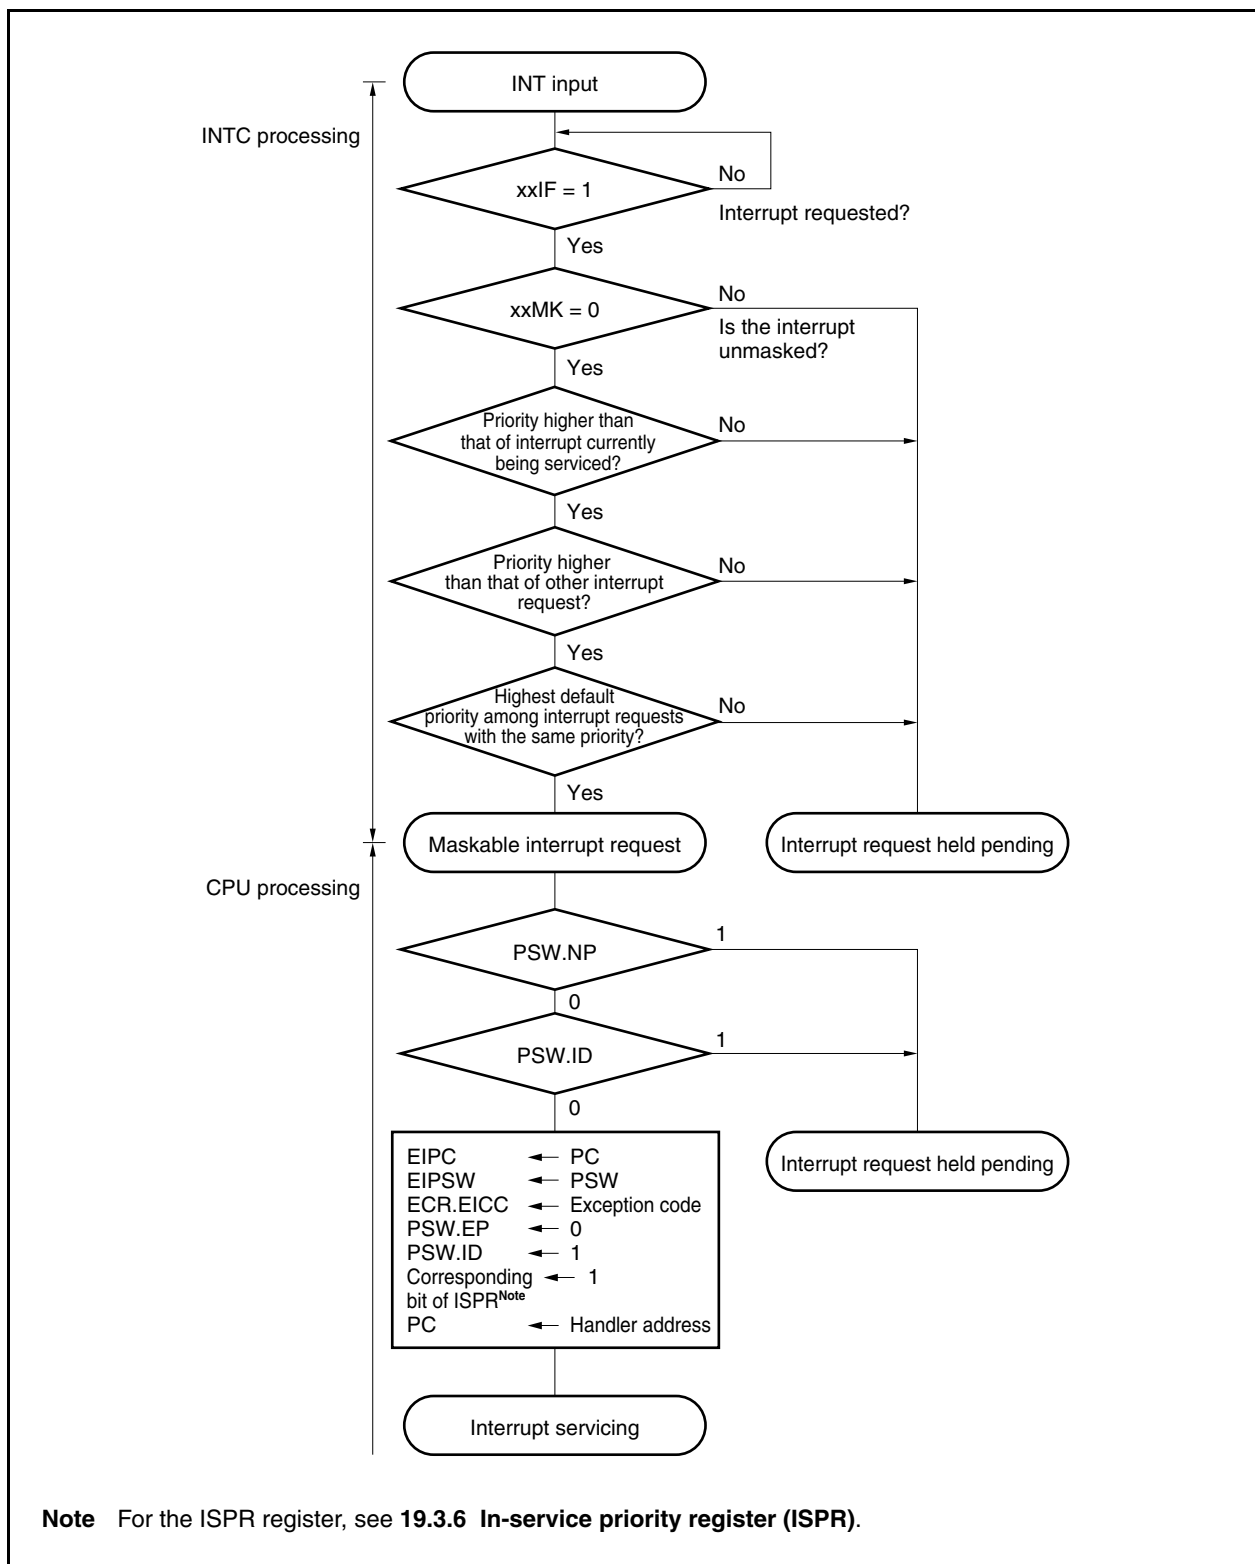 INT input
INTC processing
xxIF = 1
No
Interrupt requested?
Yes
xxMK = 0
No
Is the interrupt
unmasked?
Yes
Priority higher than
that of interrupt currently
being serviced?
No
Yes
Priority higher
than that of other interrupt
request?
No
Yes
Highest default
priority among interrupt requests
with the same priority?
No
Yes
Maskable interrupt request
Interrupt request held pending
CPU processing
PSW.NP
1
0
PSW.ID
1
0
EIPC ← PC
EIPSW ← PSW
ECR.EICC ← Exception code
PSW.EP ← 0
PSW.ID ← 1
Corresponding ← 1
bit of ISPRNote
PC ← Handler address
Interrupt request held pending
Interrupt servicing
Note For the ISPR register, see 19.3.6 In-service priority register (ISPR).